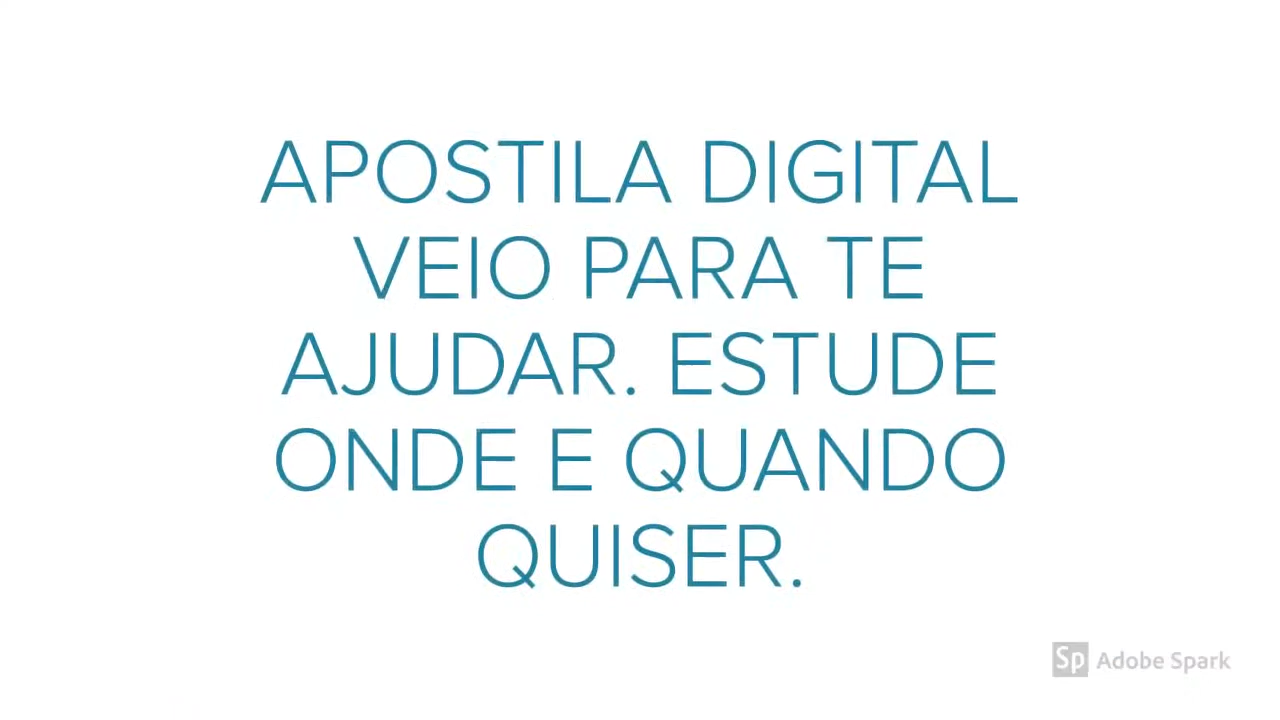 APOSTILA DIGITAL
VEIO PARA TE
AJUDAR. ESTUDE
ONDE E QUANDO
QUISER.
Sp Adobe Spark